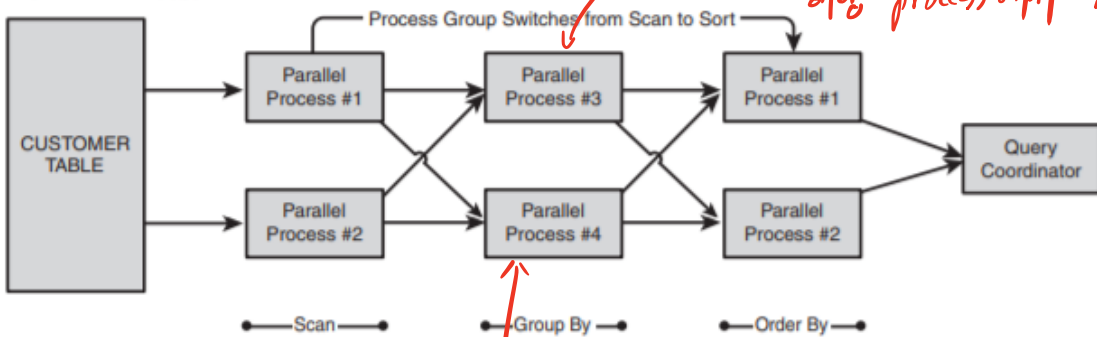 Process Group Switches from Scan to Sort
process
CUSTOMER
TABLE
Parallel
Process #1
Parallel
Process #3
Parallel
Process #1
Parallel
Process #2
Parallel
Process #4
Parallel
Process #2
Query
Coordinator
Scan
Group By
Order By